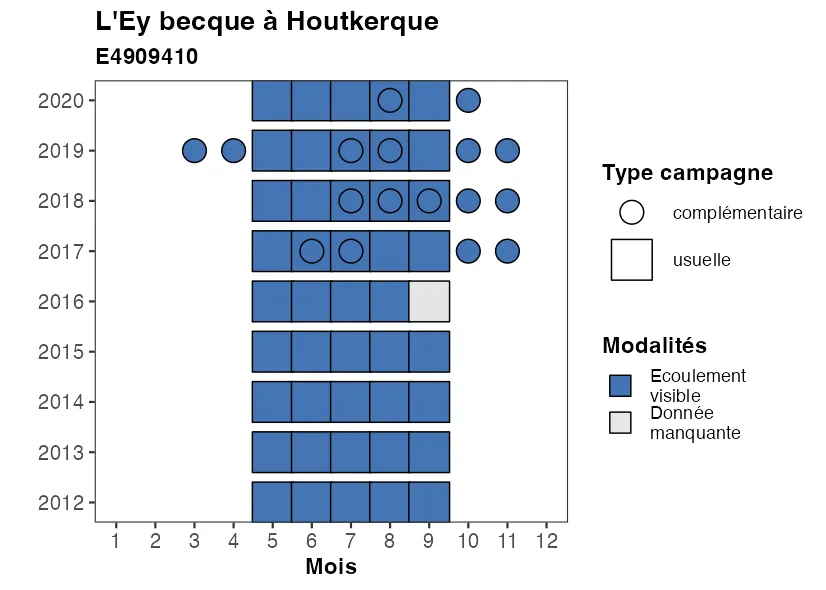 L'Ey becque à Houtkerque
E4909410
2020
2019
2018
2017
2016
2015
2014
2013
2012
1 2 3 4 5 6 7 8 9 10 11 12
Mois
Type campagne
complémentaire
usuelle
Modalités
Ecoulement
visible
Donnée
manquante